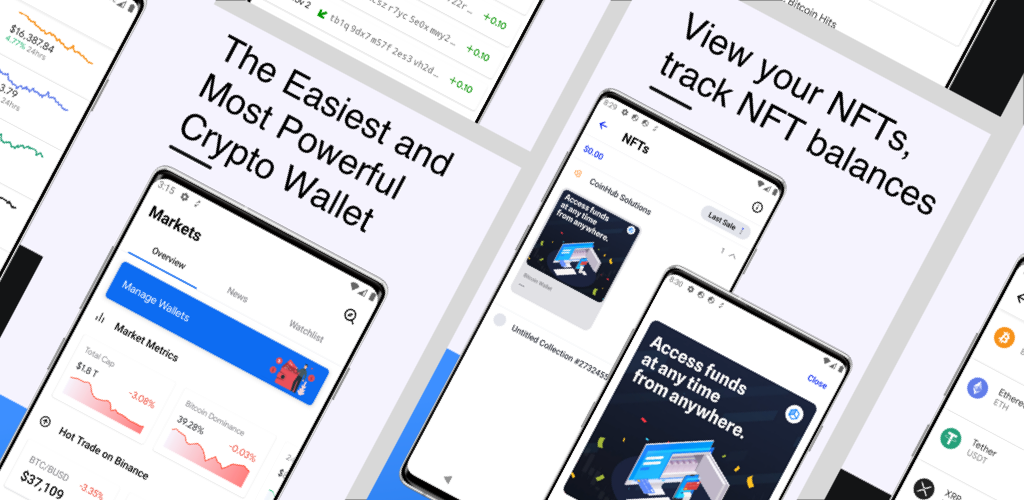 $16,387.84
4.77% 24hrs
3.79
24hrs
+0.10
+0.10
tb1q 9dx7 m57f 2es3 vh2d...
+0.10
The Easiest and
Most Powerful
Crypto Wallet
3:15
Markets
Overview
News
Watchlist
Manage Wallets
Market Metrics
Total Cap
$1.8 T
-3.08%
Bitcoin Dominance
39.28%
-0.03%
Hot Trade on Binance
BTC/BUSD
$37,109
-3.35%
Bitcoin Hits
View your NFTs,
track NFT balances
8:29
NFTs
$0.00
CoinHub Solutions
Last Sale
1
Access funds
at any time
from anywhere.
Bitcoin Wallet
Untitled Collection #2732455
8:30
Close
Access funds
at any time
from anywhere.
ETH
Tether
USDT
XRP